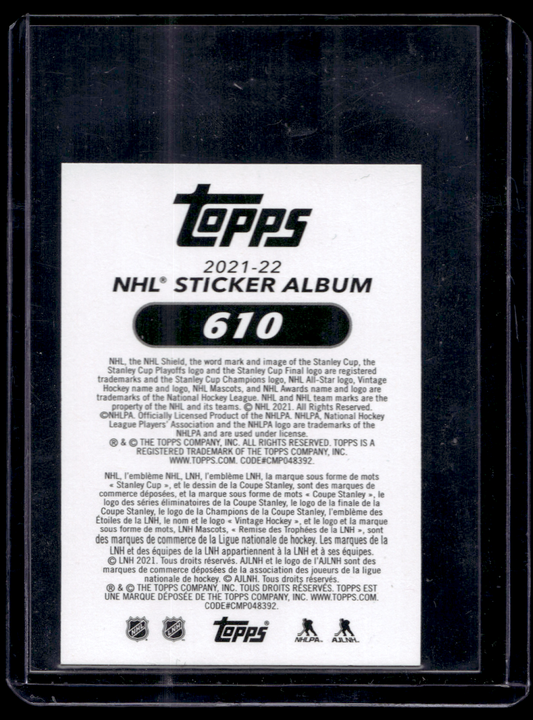 Topps
2021-22
NHL® STICKER ALBUM
610
NHL, the NHL Shield, the word mark and image of the Stanley Cup, the
Stanley Cup Playoffs logo and the Stanley Cup Final logo are registered
trademarks and the Stanley Cup Champions logo, NHL All-Star logo, Vintage
Hockey name and logo, NHL Mascots, and NHL Awards name and logo are
trademarks of the National Hockey League. NHL and NHL team marks are the
property of the NHL and its teams. © NHL 2021. All Rights Reserved.
©NHLPA. Officially Licensed Product of the NHLPA. NHLPA, National Hockey
League Players' Association and the NHLPA logo are trademarks of the
NHLPA and are used under license.
® & © THE TOPPS COMPANY, INC. ALL RIGHTS RESERVED. TOPPS IS A
REGISTERED TRADEMARK OF THE TOPPS COMPANY, INC.
WWW.TOPPS.COM. CODE#CMP048392.
NHL, l'emblème NHL, LNH, l'emblème LNH, la marque sous forme de mots
« Stanley Cup », et le dessin de la Coupe Stanley, sont des marques de
commerce déposées, et la marque sous forme de mots « Coupe Stanley », le
logo des séries éliminatoires de la Coupe Stanley, le logo de la finale de la
Coupe Stanley, le logo de la Champions de la Coupe Stanley, l'emblème des
Étoiles de la LNH, le nom et le logo « Vintage Hockey », et le logo et la marque
sous forme de mots, LNH Mascots, « Remise des Trophées de la LNH », sont
des marques de commerce de la Ligue nationale de hockey. Les marques de la
LNH et des équipes de la LNH appartiennent à la LNH et à ses équipes.
© LNH 2021. Tous droits réservés. AJLNH et le logo de l'AJLNH sont des
marques de commerce déposées de la association des joueurs de la ligue
nationale de hockey. © AJLNH. Tous droits réservés.
® & © THE TOPPS COMPANY, INC. TOUS DROITS RÉSERVÉS. TOPPS EST
UNE MARQUE DÉPOSÉE DE THE TOPPS COMPANY, INC. WWW.TOPPS.COM.
CODE#CMP048392.
NHL LNH Topps NHLPA AJLNH